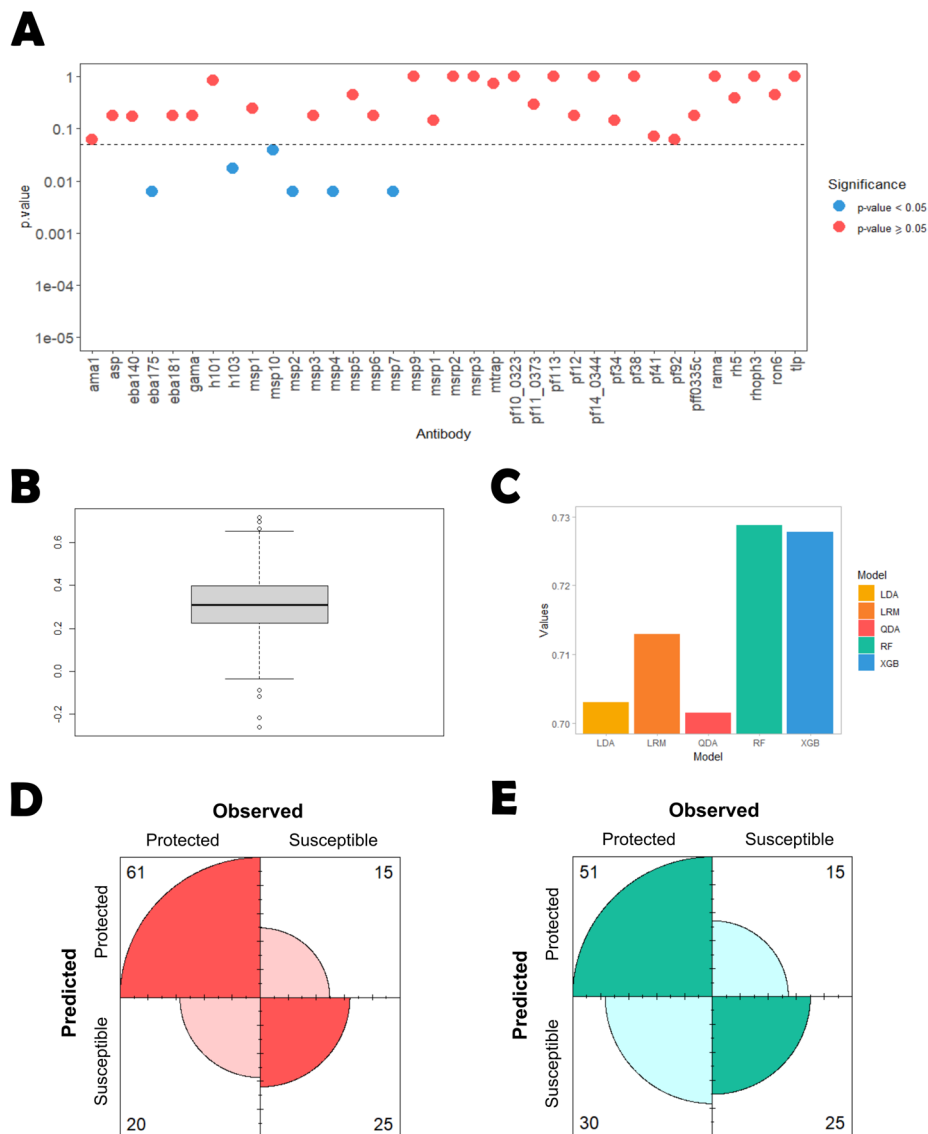 A
1
0.1
0.01
0.001
1e-04
1e-05
p.value
ama1
asp
eba140
eba175
eba181
gama
h101
h103
msp1
msp10
msp2
msp3
msp4
msp5
msp6
msp7
msp9
msrp1
msrp2
msrp3
mtrap
pf10_0323
pf11_0373
pf113
pf12
pf14_0344
pf34
pf38
pf41
pf92
pff0335c
rama
rh5
rhoph3
ron6
tlp
Antibody
Significance
p-value < 0.05
p-value ⩾ 0.05
B
0.6
0.4
0.2
0.0
-0.2
C
0.73
0.72
0.71
0.70
Values
LDA
LRM
QDA
RF
XGB
Model
Model
LDA
LRM
QDA
RF
XGB
D
Observed
Protected
Susceptible
61
15
Predicted
Protected
Susceptible
20
25
E
Observed
Protected
Susceptible
51
15
Predicted
Protected
Susceptible
30
25